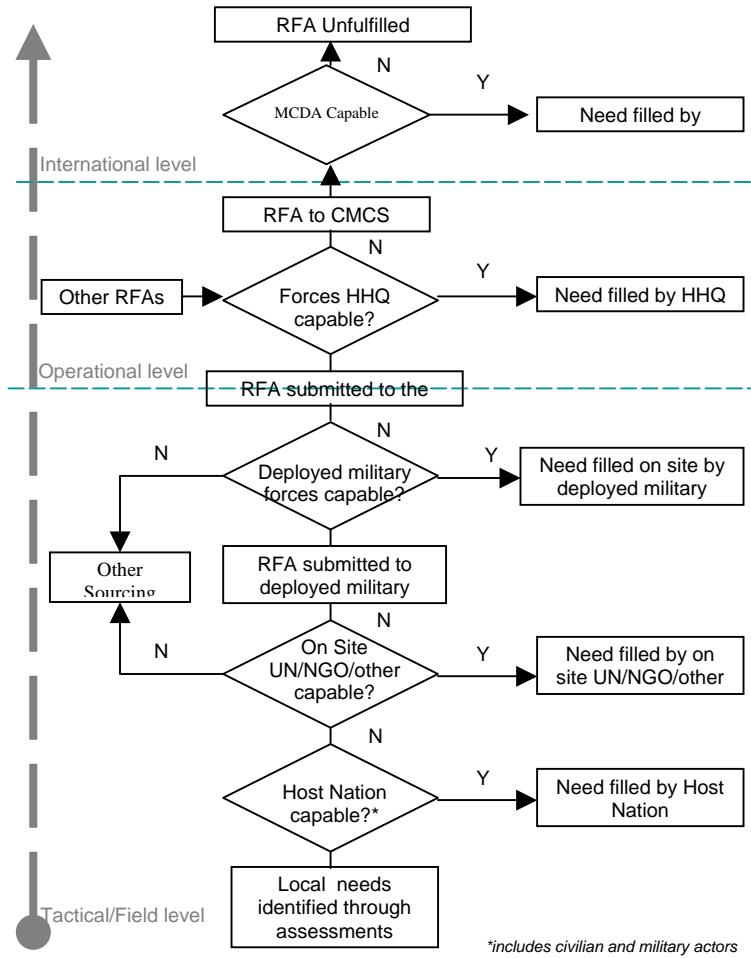 RFA Unfulfilled
N
Y
MCDA Capable
Need filled by
International level
RFA to CMCS
N
Y
Other RFAs
Forces HHQ
capable?
Need filled by HHQ
Operational level
RFA submitted to the
N
N
Y
Deployed military
forces capable?
Need filled on site by
deployed military
Other
Sourcing
RFA submitted to
deployed military
N
N
On Site
UN/NGO/other
capable?
Y
Need filled by on
site UN/NGO/other
N
Y
Host Nation
capable?*
Need filled by Host
Nation
Local needs
identified through
assessments
Tactical/Field level
*includes civilian and military actors